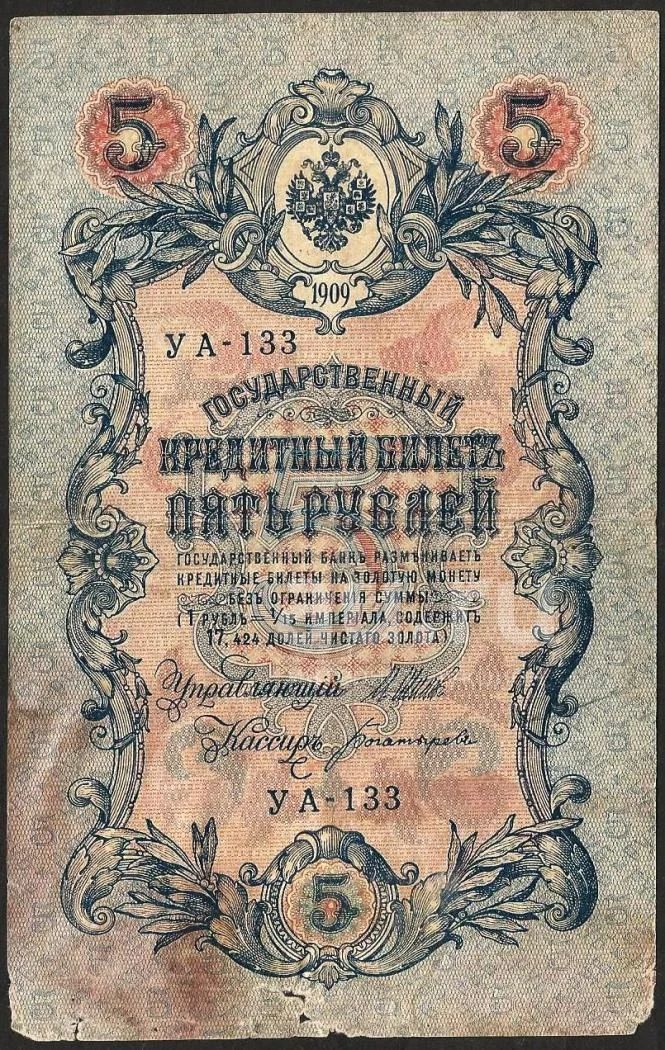 5 5
1909
УА-133
ГОСУДАРСТВЕННЫЙ
КРЕДИТНЫЙ БИЛЕТЪ
ПЯТЬ РУБЛЕЙ
ГОСУДАРСТВЕННЫЙ БАНКЪ РАЗМѢНИВАЕТЪ
КРЕДИТНЫЕ БИЛЕТЫ НА ЗОЛОТУЮ МОНЕТУ
БЕЗЪ ОГРАНИЧЕНІЯ СУММЫ
(1 РУБЛЬ = 1/15 ИМПЕРІАЛА, СОДЕРЖИТЪ
17,424 ДОЛЕЙ ЧИСТАГО ЗОЛОТА)
Управляющій
Кассиръ Богатыревъ
УА-133
5